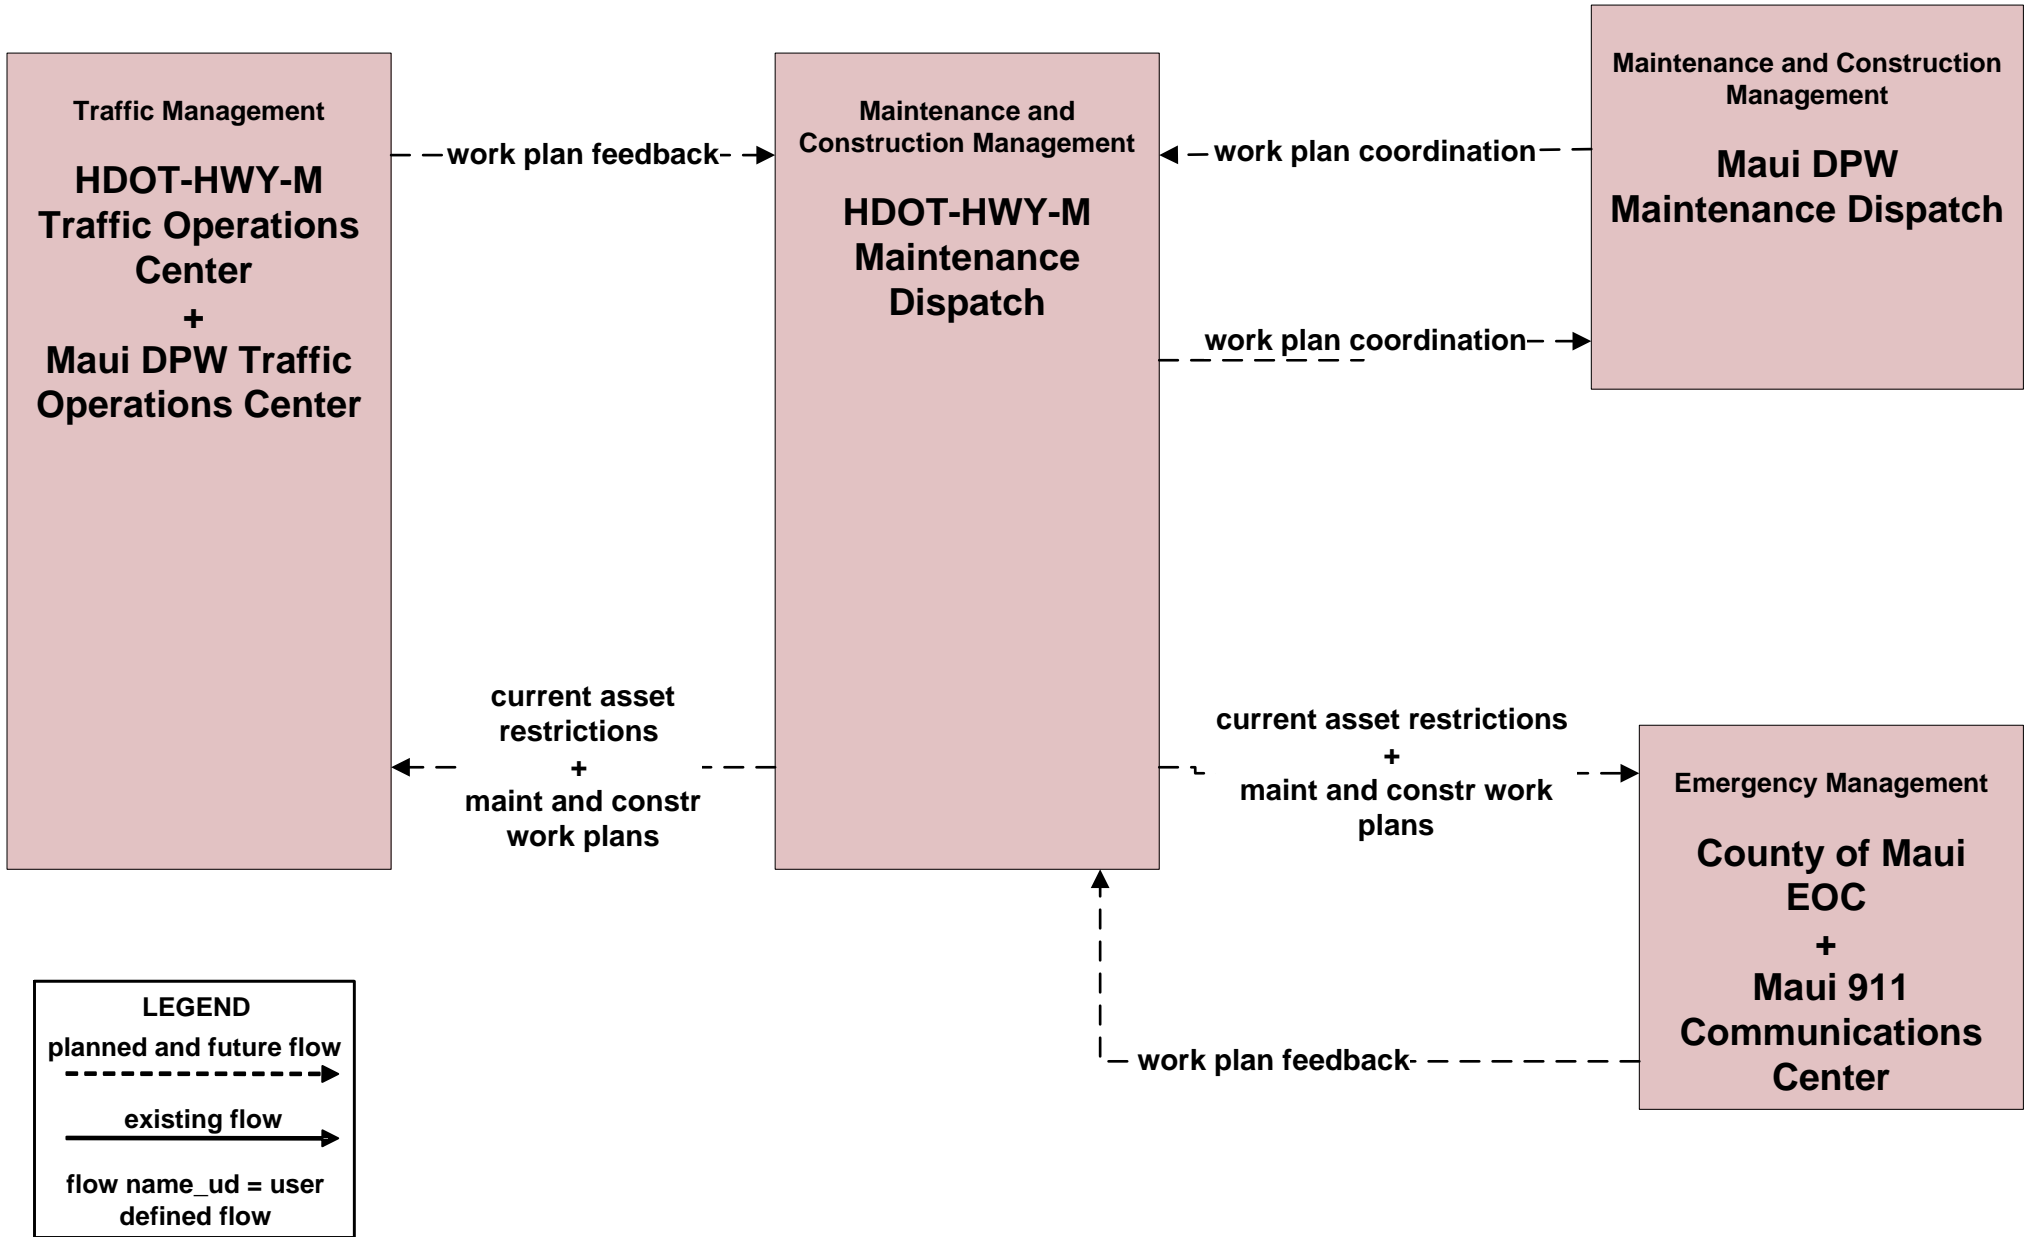 Traffic Management
HDOT-HWY-M
Traffic Operations
Center
+
Maui DPW Traffic
Operations Center
work plan feedback
Maintenance and
Construction Management
HDOT-HWY-M
Maintenance
Dispatch
work plan coordination
Maintenance and Construction
Management
Maui DPW
Maintenance Dispatch
work plan coordination
current asset
restrictions
+
maint and constr
work plans
current asset restrictions
+
maint and constr work
plans
Emergency Management
County of Maui
EOC
+
Maui 911
Communications
Center
work plan feedback
LEGEND
planned and future flow
existing flow
flow name_ud = user
defined flow